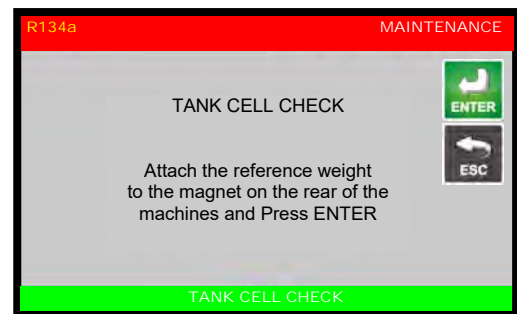 R134a MAINTENANCE
TANK CELL CHECK
ENTER
Attach the reference weight
to the magnet on the rear of the
machines and Press ENTER
ESC
TANK CELL CHECK